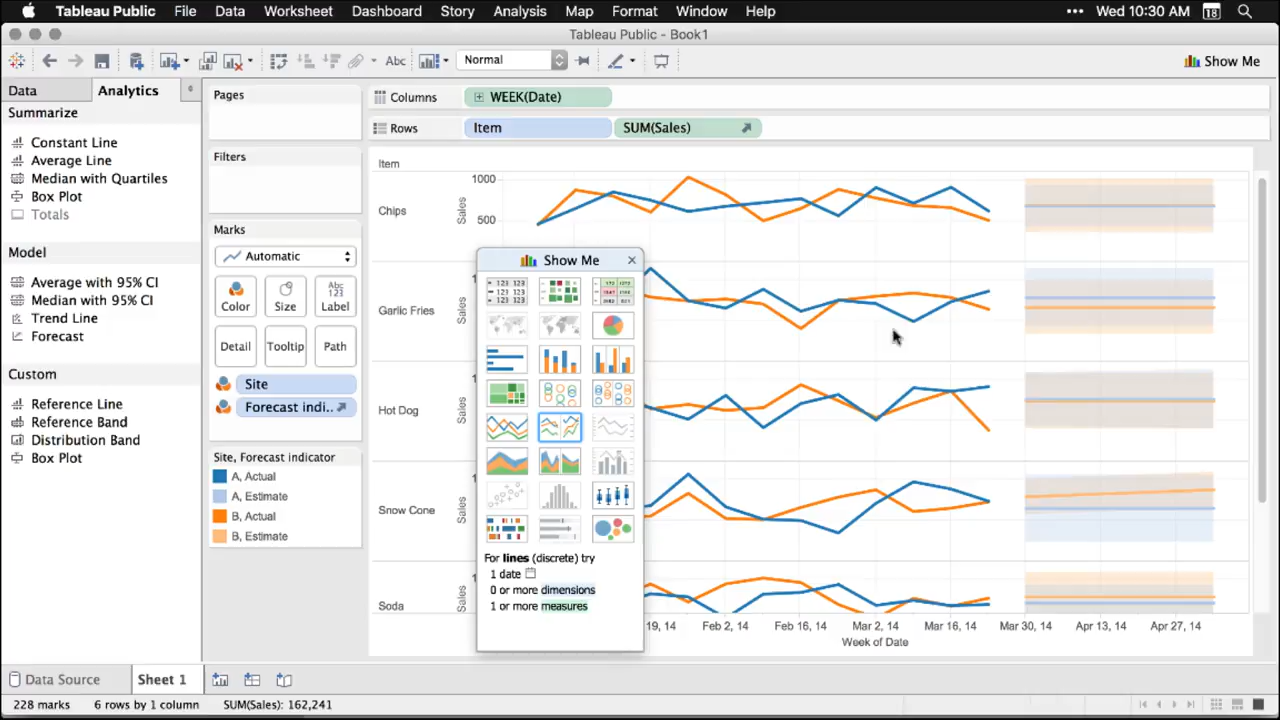 Tableau Public File Data Worksheet Dashboard Story Analysis Map Format Window Help ••• Wed 10:30 AM 18
Tableau Public - Book1
Abc Normal Show Me
Data Analytics
Summarize
Constant Line
Average Line
Median with Quartiles
Box Plot
Totals
Model
Average with 95% CI
Median with 95% CI
Trend Line
Forecast
Custom
Reference Line
Reference Band
Distribution Band
Box Plot
Pages
Filters
Marks
Automatic
Color Size Abc 123 Label
Detail Tooltip Path
Site
Forecast indi..
Site, Forecast indicator
A, Actual
A, Estimate
B, Actual
B, Estimate
Columns WEEK(Date)
Rows Item SUM(Sales)
Item
Chips Sales 1000
500
Garlic Fries Sales
Hot Dog Sales
Snow Cone Sales
Soda Sales
Show Me
For lines (discrete) try
1 date
0 or more dimensions
1 or more measures
19, 14 Feb 2, 14 Feb 16, 14 Mar 2, 14 Mar 16, 14 Mar 30, 14 Apr 13, 14 Apr 27, 14
Week of Date
Data Source Sheet 1
228 marks 6 rows by 1 column SUM(Sales): 162,241